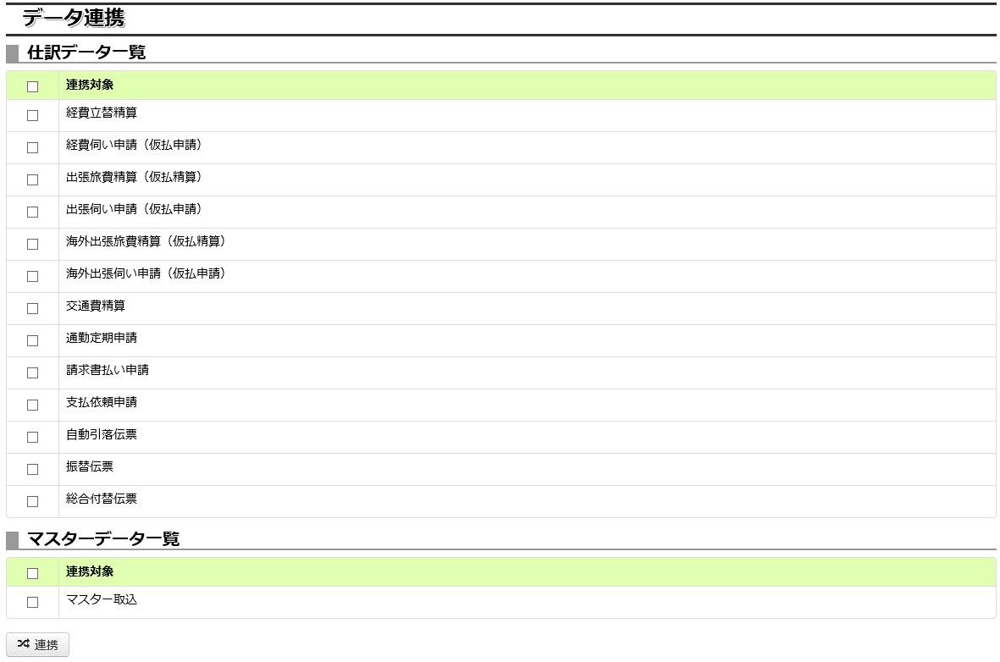 データ連携
仕訳データ一覧
連携対象
経費立替精算
経費伺い申請（仮払申請）
出張旅費精算（仮払精算）
出張伺い申請（仮払申請）
海外出張旅費精算（仮払精算）
海外出張伺い申請（仮払申請）
交通費精算
通勤定期申請
請求書払い申請
支払依頼申請
自動引落伝票
振替伝票
総合付替伝票
マスターデータ一覧
連携対象
マスター取込
連携